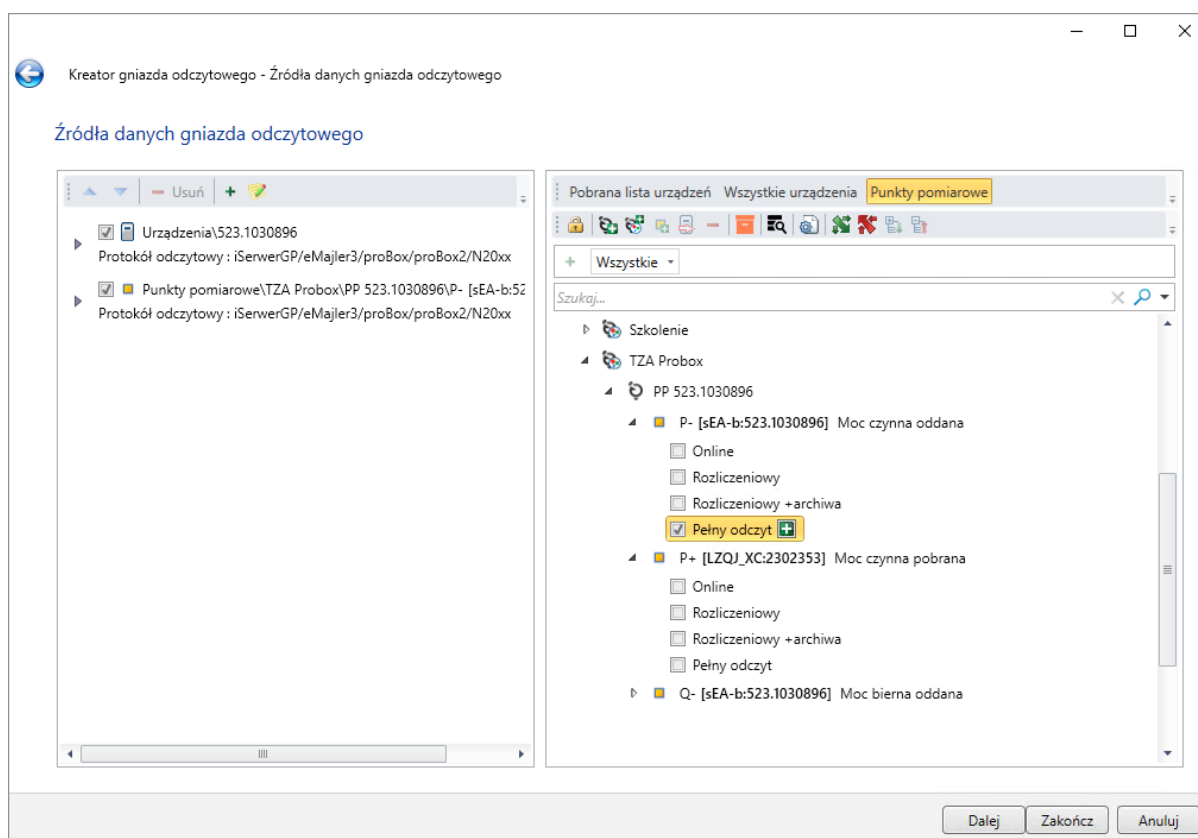 Kreator gniazda odczytowego - Źródła danych gniazda odczytowego
Źródła danych gniazda odczytowego
Usuń
Urządzenia\523.1030896
Protokół odczytowy : iSerwerGP/eMajler3/proBox/proBox2/N20xx
Punkty pomiarowe\TZA Probox\PP 523.1030896\P- [sEA-b:52
Protokół odczytowy : iSerwerGP/eMajler3/proBox/proBox2/N20xx
Pobrana lista urządzeń Wszystkie urządzenia Punkty pomiarowe
Wszystkie
Szukaj...
Szkolenie
TZA Probox
PP 523.1030896
P- [sEA-b:523.1030896] Moc czynna oddana
Online
Rozliczeniowy
Rozliczeniowy +archiwa
Pełny odczyt
P+ [LZQJ_XC:2302353] Moc czynna pobrana
Online
Rozliczeniowy
Rozliczeniowy +archiwa
Pełny odczyt
Q- [sEA-b:523.1030896] Moc bierna oddana
Dalej Zakończ Anuluj